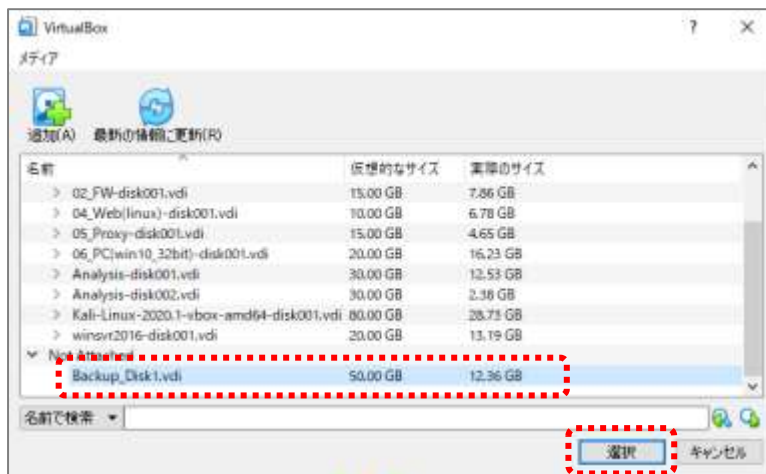 VirtualBox ? ×
メディア
追加(A) 最新の情報に更新(R)
名前 仮想的なサイズ 実際のサイズ
02_FW-disk001.vdi 15.00 GB 7.86 GB
04_Web(linux)-disk001.vdi 10.00 GB 6.78 GB
05_Proxy-disk001.vdi 15.00 GB 4.65 GB
06_PC(win10_32bit)-disk001.vdi 20.00 GB 16.23 GB
Analysis-disk001.vdi 30.00 GB 12.53 GB
Analysis-disk002.vdi 30.00 GB 2.38 GB
Kali-Linux-2020.1-vbox-amd64-disk001.vdi 80.00 GB 28.73 GB
winsvr2016-disk001.vdi 20.00 GB 13.19 GB
Not Attached
Backup_Disk1.vdi 50.00 GB 12.36 GB
名前で検索
選択 キャンセル